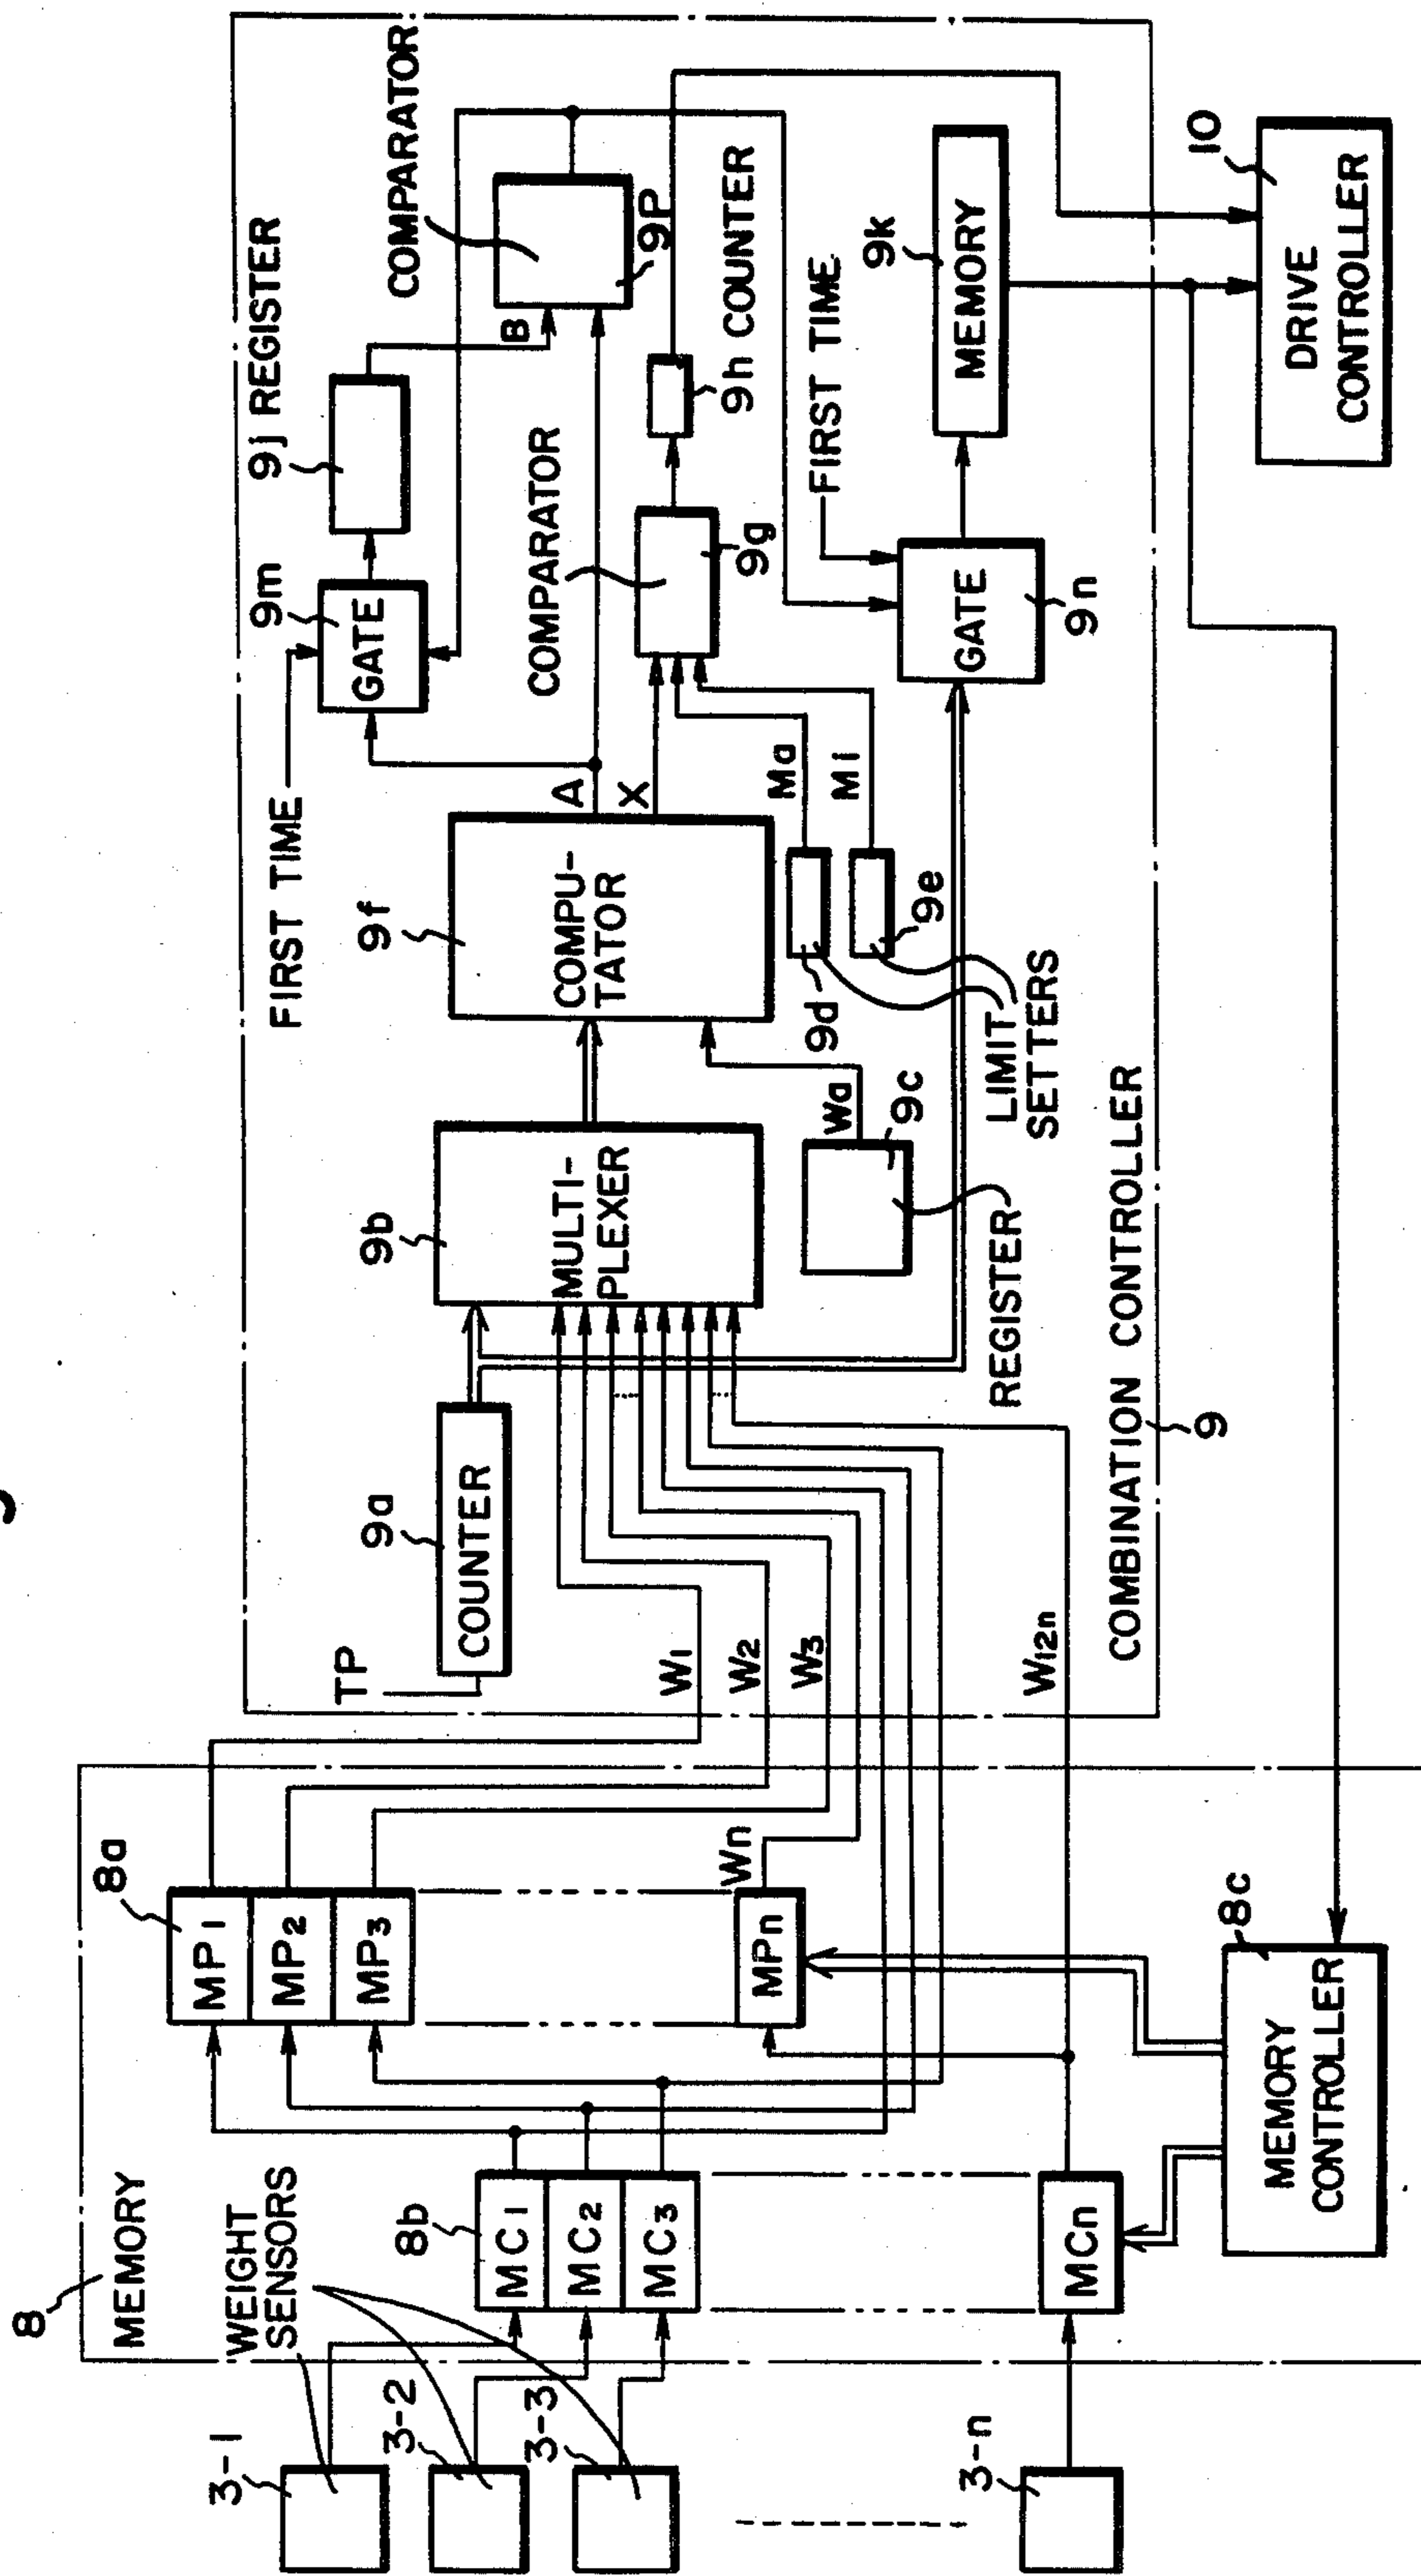 8
MEMORY
WEIGHT
SENSORS
3-1
3-2
3-3
3-n
8b
MC1
MC2
MC3
MCn
8a
MP1
MP2
MP3
MPn
Wn
8c
MEMORY
CONTROLLER
W1
W2
W3
W12n
TP
9a
COUNTER
9b
MULTI-
PLEXER
9f
COMPU-
TATOR
Wa
9c
REGISTER
A
X
9d
9e
Ma
Mi
LIMIT
SETTERS
FIRST TIME
9m
GATE
9j REGISTER
B
COMPARATOR
9P
COMPARATOR
9g
9h COUNTER
FIRST TIME
GATE
9n
9k
MEMORY
COMBINATION CONTROLLER
9
10
DRIVE
CONTROLLER